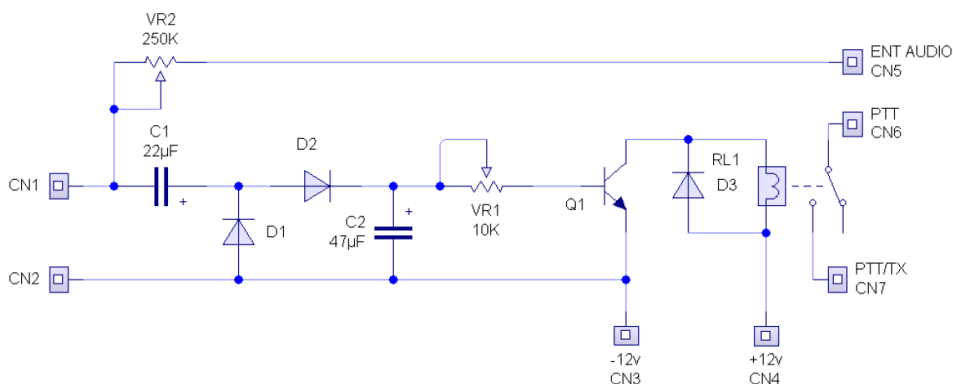 VR2
250K
ENT AUDIO
CN5
PTT
CN6
C1
22µF
D2
RL1
D3
CN1
+
+
VR1
10K
Q1
C2
47µF
D1
CN2
PTT/TX
CN7
-12v
CN3
+12v
CN4